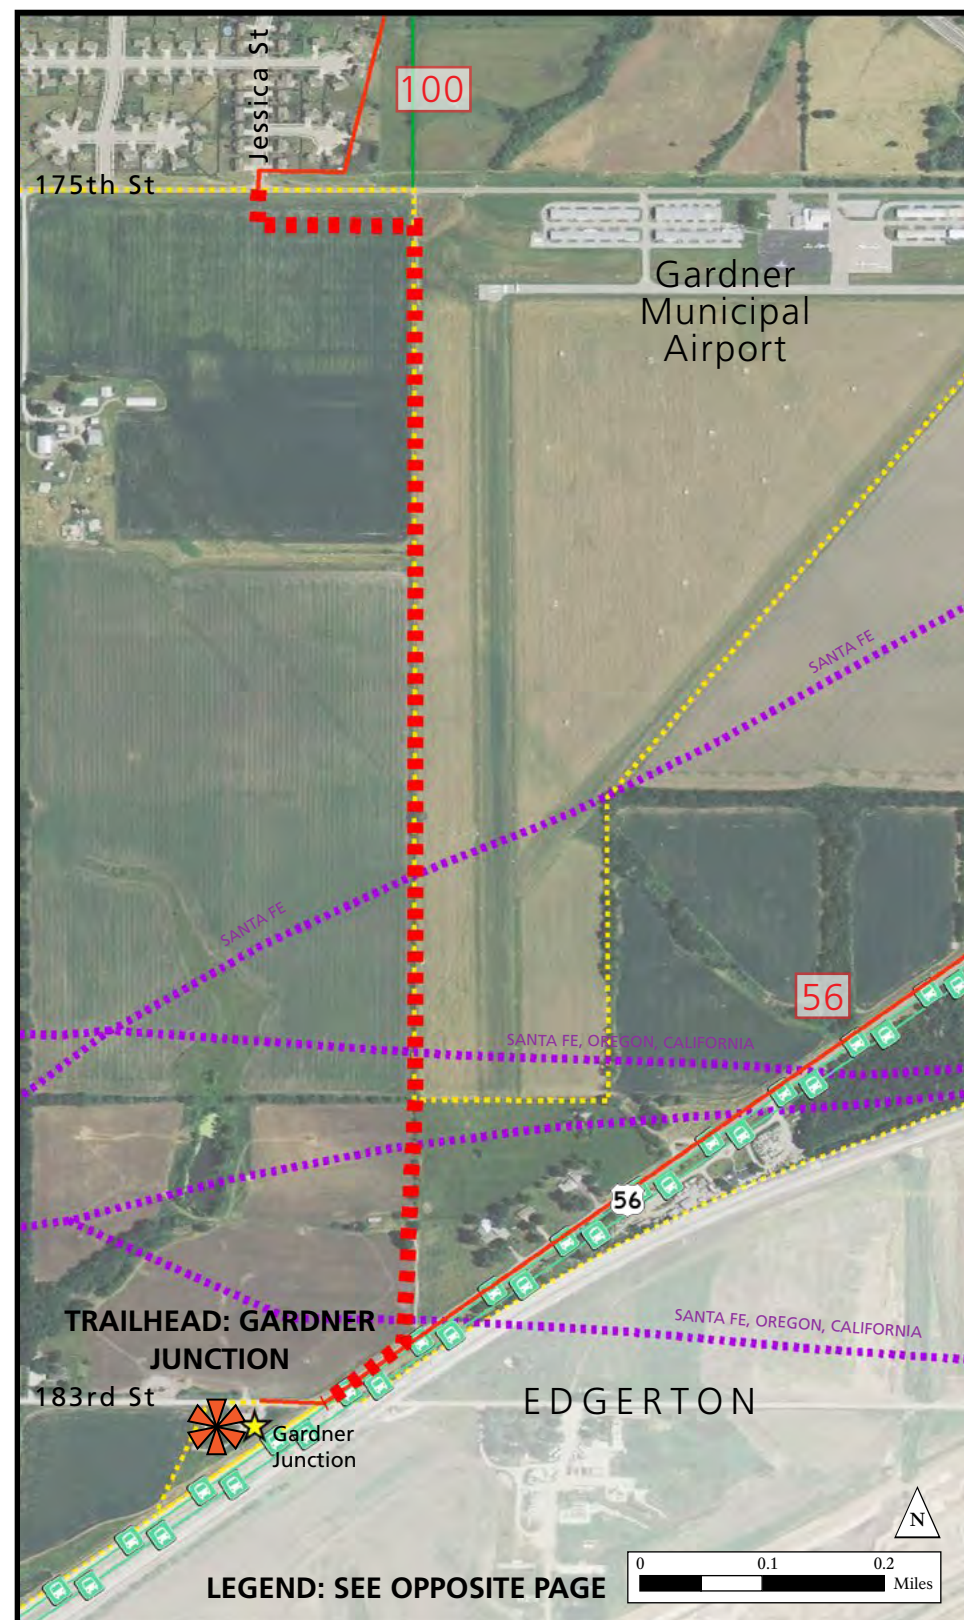 Jessica St
100
175th St
Gardner
Municipal
Airport
SANTA FE
SANTA FE
56
SANTA FE, OREGON, CALIFORNIA
56
SANTA FE, OREGON, CALIFORNIA
TRAILHEAD: GARDNER
JUNCTION
183rd St
EDGERTON
Gardner
Junction
N
0 0.1 0.2
Miles
LEGEND: SEE OPPOSITE PAGE